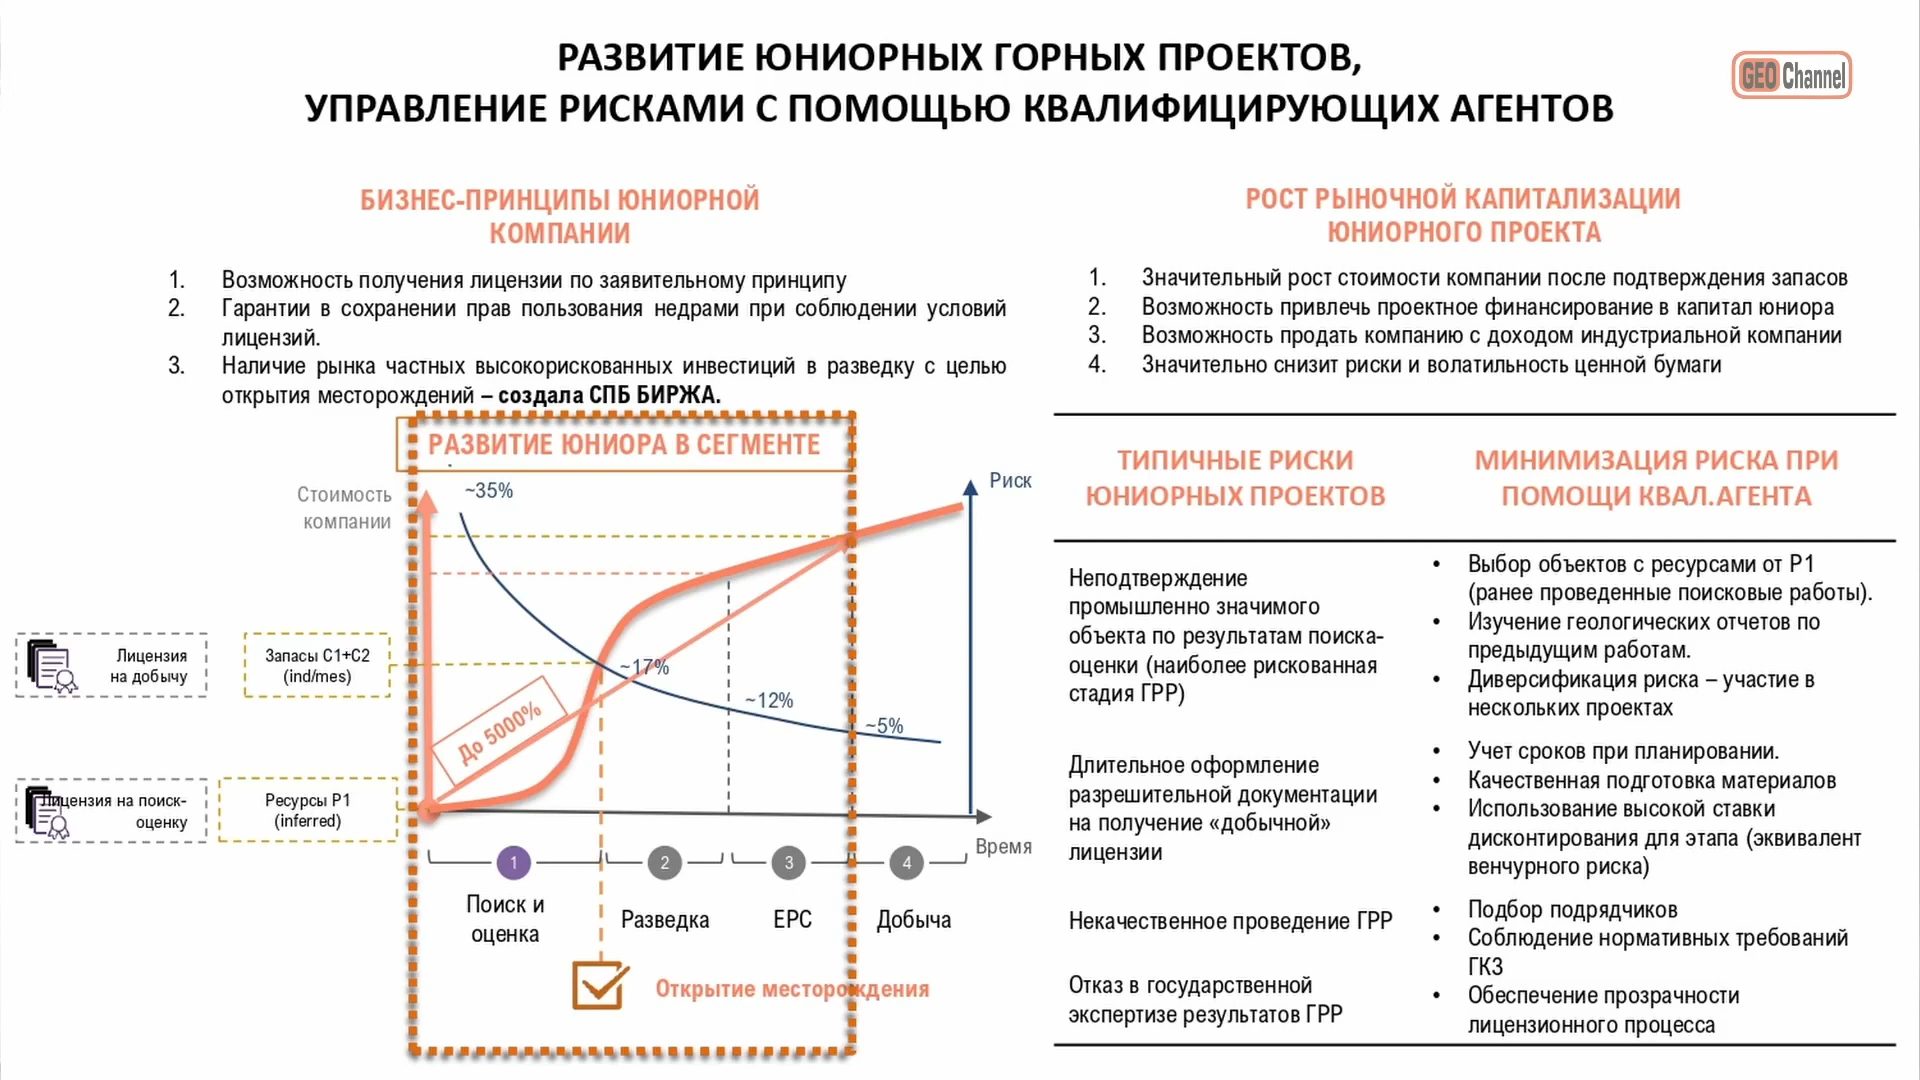 РАЗВИТИЕ ЮНИОРНЫХ ГОРНЫХ ПРОЕКТОВ,
УПРАВЛЕНИЕ РИСКАМИ С ПОМОЩЬЮ КВАЛИФИЦИРУЮЩИХ АГЕНТОВ
GEO Channel
БИЗНЕС-ПРИНЦИПЫ ЮНИОРНОЙ
КОМПАНИИ
1. Возможность получения лицензии по заявительному принципу
2. Гарантии в сохранении прав пользования недрами при соблюдении условий
лицензий.
3. Наличие рынка частных высокорискованных инвестиций в разведку с целью
открытия месторождений – создала СПБ БИРЖА.
РАЗВИТИЕ ЮНИОРА В СЕГМЕНТЕ
Стоимость
компании
~35%
Риск
Лицензия
на добычу
Запасы С1+С2
(ind/mes)
~17%
~12%
~5%
До 5000%
Лицензия на поиск-
оценку
Ресурсы Р1
(inferred)
Время
1
2
3
4
Поиск и
оценка
Разведка
EPC
Добыча
Открытие месторождения
РОСТ РЫНОЧНОЙ КАПИТАЛИЗАЦИИ
ЮНИОРНОГО ПРОЕКТА
1. Значительный рост стоимости компании после подтверждения запасов
2. Возможность привлечь проектное финансирование в капитал юниора
3. Возможность продать компанию с доходом индустриальной компании
4. Значительно снизит риски и волатильность ценной бумаги
ТИПИЧНЫЕ РИСКИ
ЮНИОРНЫХ ПРОЕКТОВ
МИНИМИЗАЦИЯ РИСКА ПРИ
ПОМОЩИ КВАЛ.АГЕНТА
Неподтверждение
промышленно значимого
объекта по результатам поиска-
оценки (наиболее рискованная
стадия ГРР)
• Выбор объектов с ресурсами от Р1
(ранее проведенные поисковые работы).
• Изучение геологических отчетов по
предыдущим работам.
• Диверсификация риска – участие в
нескольких проектах
Длительное оформление
разрешительной документации
на получение «добычной»
лицензии
• Учет сроков при планировании.
• Качественная подготовка материалов
• Использование высокой ставки
дисконтирования для этапа (эквивалент
венчурного риска)
Некачественное проведение ГРР
• Подбор подрядчиков
• Соблюдение нормативных требований
ГКЗ
Отказ в государственной
экспертизе результатов ГРР
• Обеспечение прозрачности
лицензионного процесса